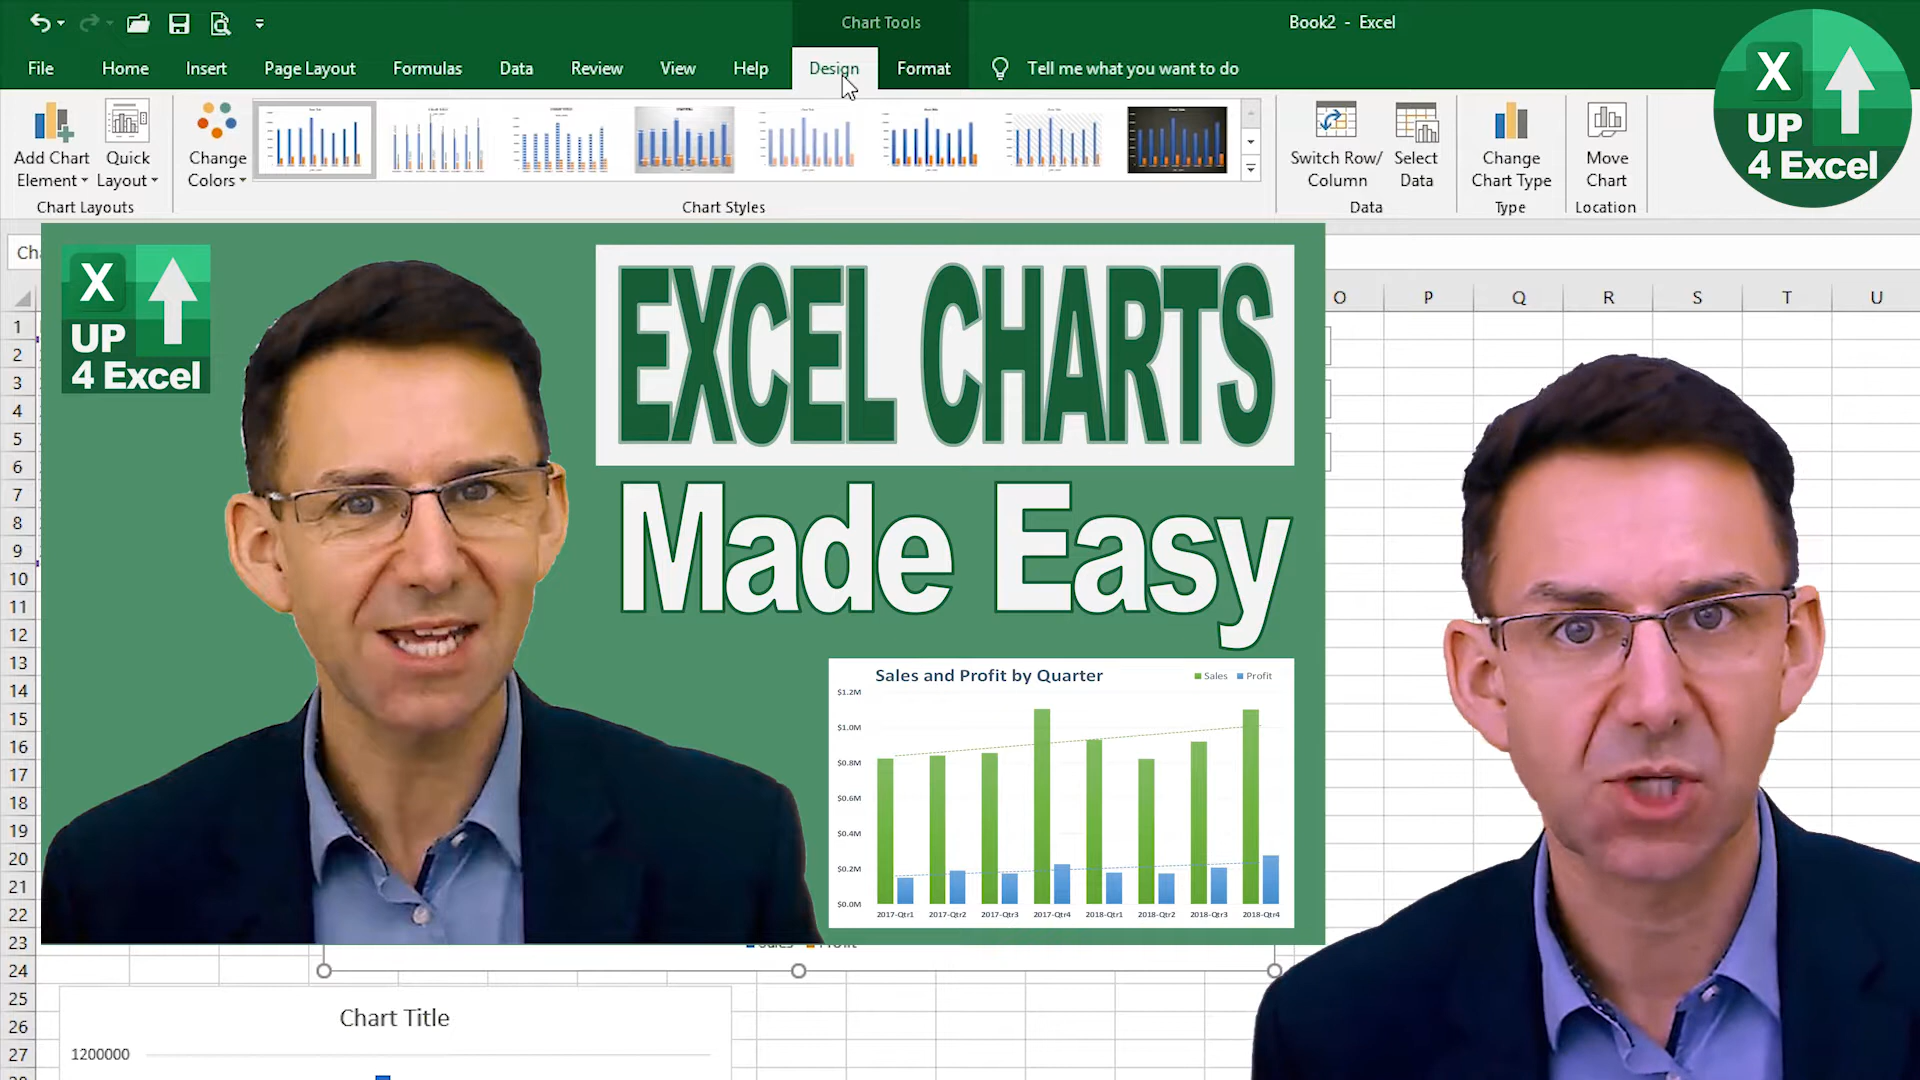 Chart Tools
Book2 - Excel
File Home Insert Page Layout Formulas Data Review View Help Design Format Tell me what you want to do
X
UP
4 Excel
Add Chart
Element
Quick
Layout
Change
Colors
Switch Row/
Column
Select
Data
Change
Chart Type
Move
Chart
Chart Layouts
Chart Styles
Data
Type
Location
X
UP
4 Excel
EXCEL CHARTS
Made Easy
Sales and Profit by Quarter
Sales Profit
$1.2M
$1.0M
$0.8M
$0.6M
$0.4M
$0.2M
$0.0M
2017-Qtr1 2017-Qtr2 2017-Qtr3 2017-Qtr4 2018-Qtr1 2018-Qtr2 2018-Qtr3 2018-Qtr4
O P Q R S T U
1
2
3
4
5
6
7
8
9
10
11
12
13
14
15
16
17
18
19
20
21
22
23
24
25
26
27
Chart Title
1200000